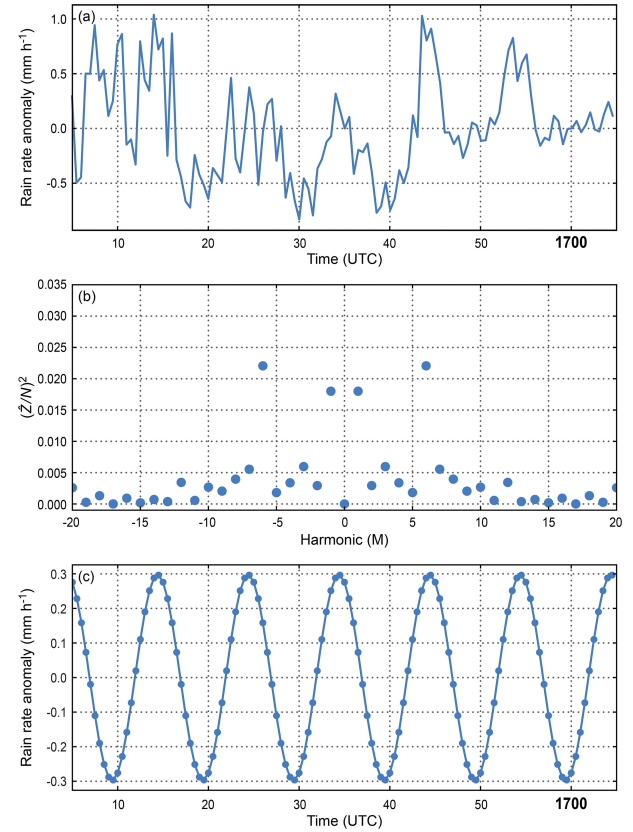 (a)
Rain rate anomaly (mm h⁻¹)
1.0
0.5
0.0
-0.5
10 20 30 40 50 1700
Time (UTC)
(b)
(Ẑ/N)²
0.035
0.030
0.025
0.020
0.015
0.010
0.005
0.000
-20 -15 -10 -5 0 5 10 15 20
Harmonic (M)
(c)
Rain rate anomaly (mm h⁻¹)
0.3
0.2
0.1
0.0
-0.1
-0.2
-0.3
10 20 30 40 50 1700
Time (UTC)